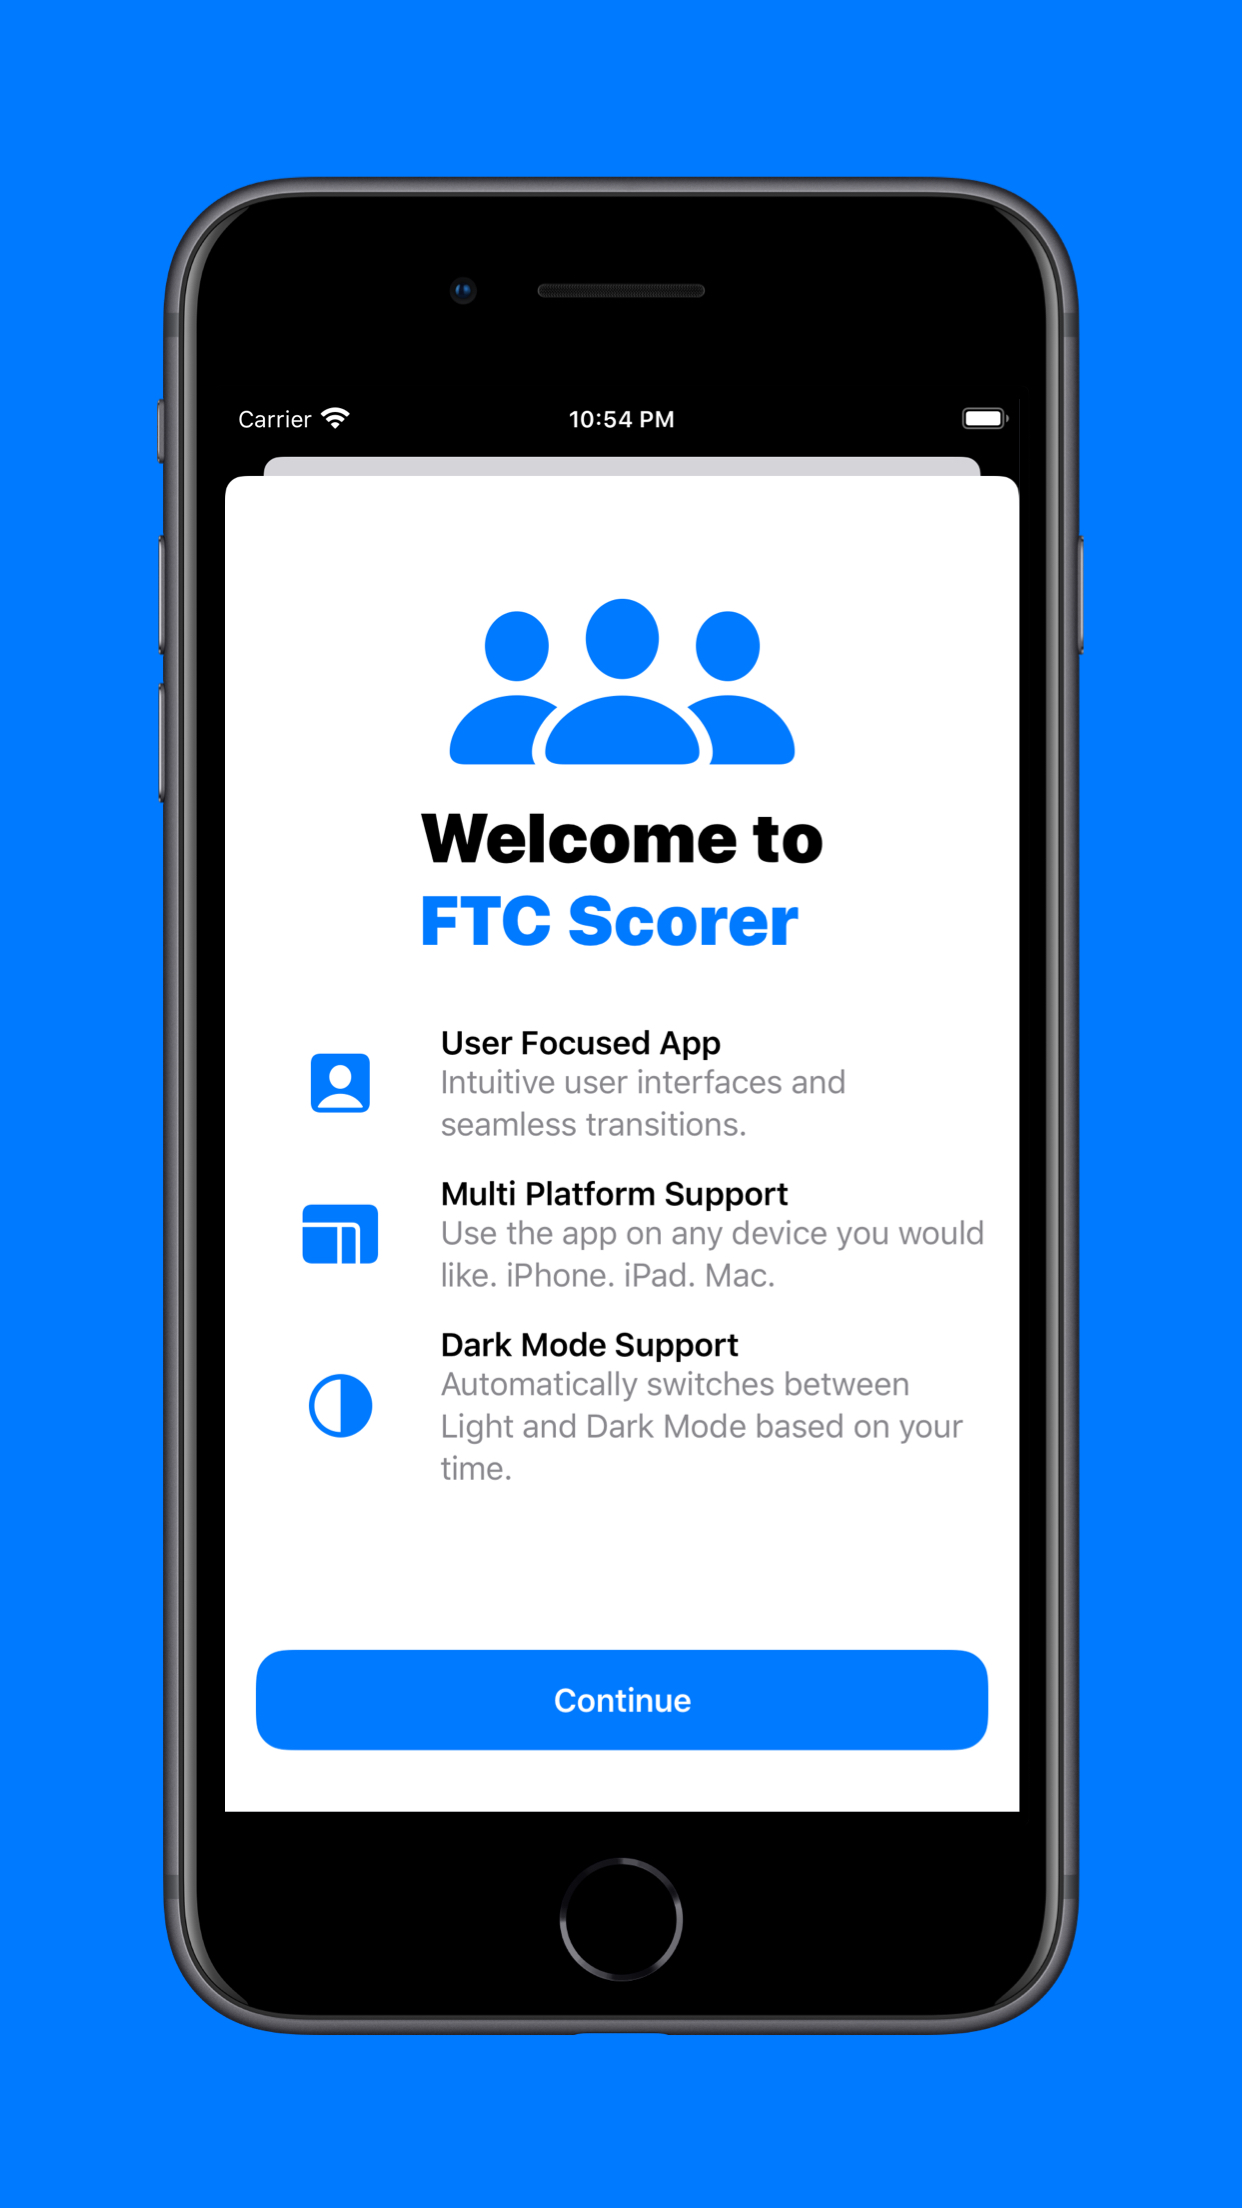 Carrier
10:54 PM
Welcome to
FTC Scorer
User Focused App
Intuitive user interfaces and
seamless transitions.
Multi Platform Support
Use the app on any device you would
like. iPhone. iPad. Mac.
Dark Mode Support
Automatically switches between
Light and Dark Mode based on your
time.
Continue